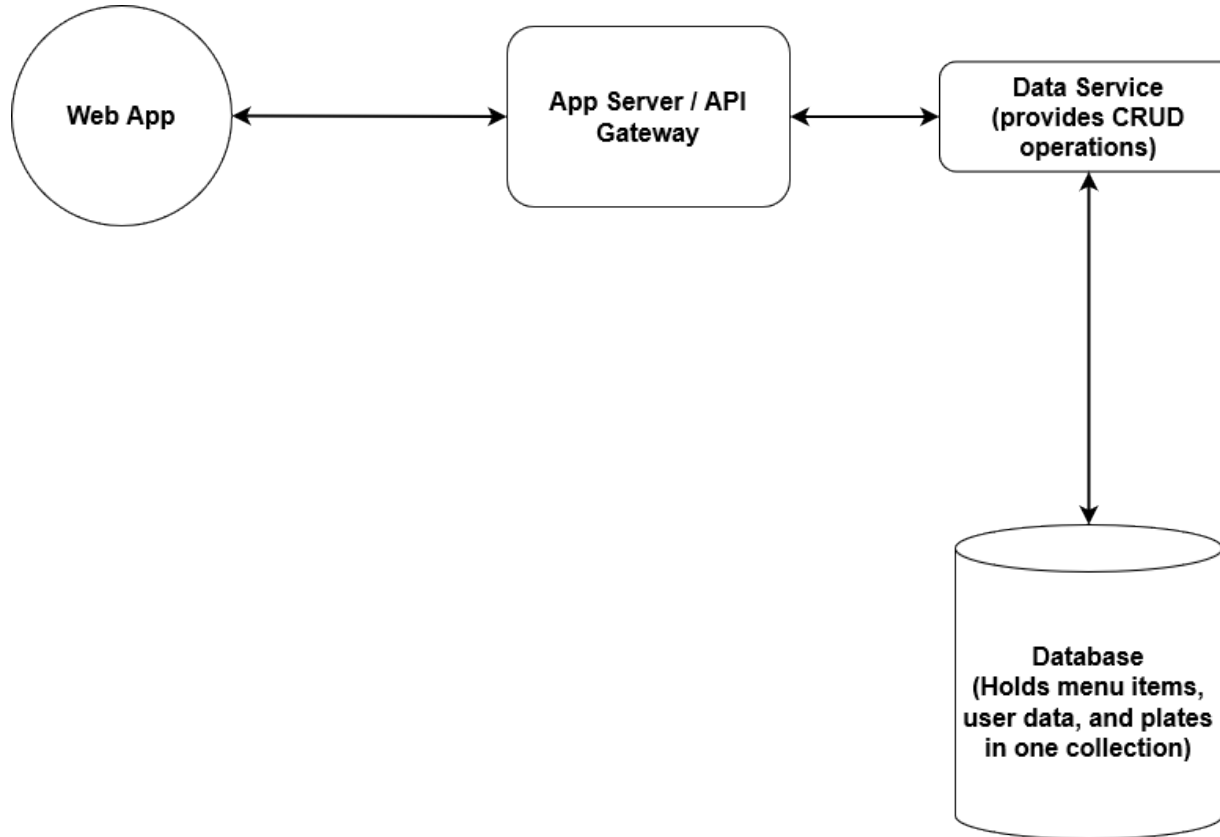 Web App
App Server / API
Gateway
Data Service
(provides CRUD
operations)
Database
(Holds menu items,
user data, and plates
in one collection)